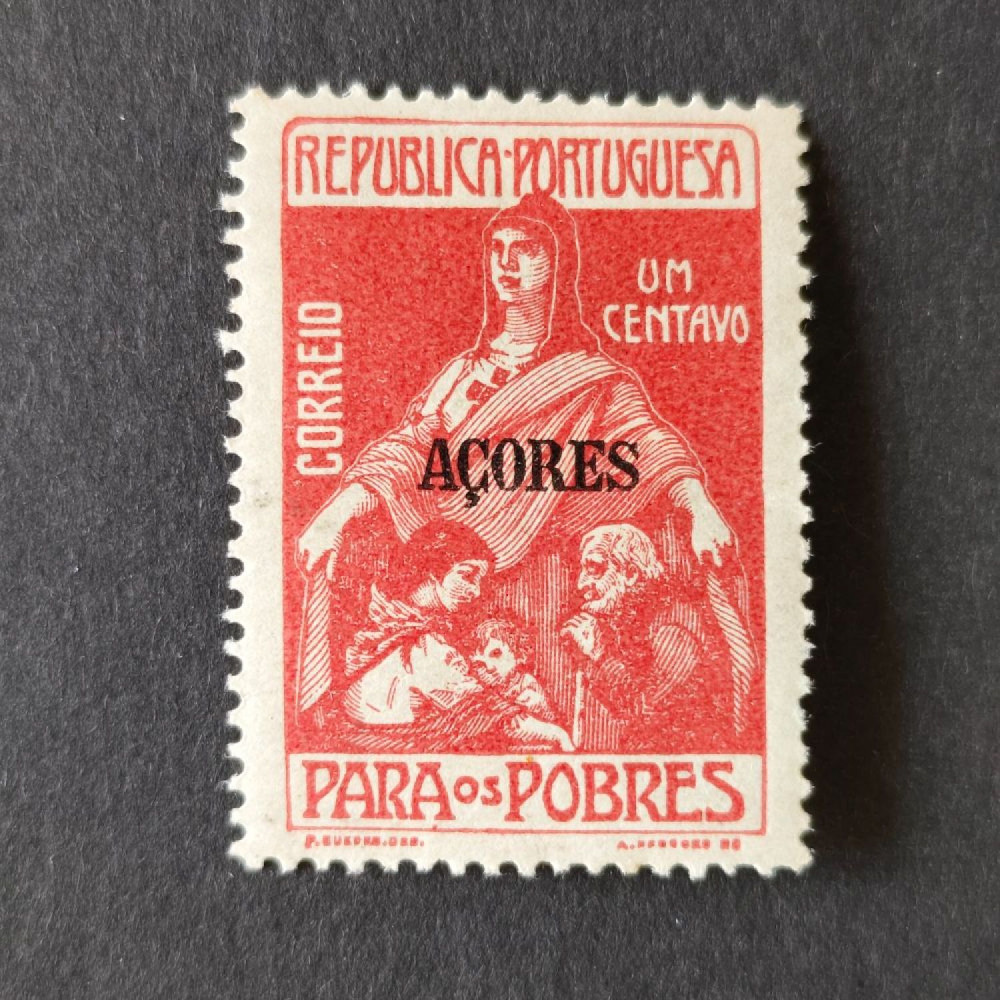 REPUBLICA·PORTUGUESA
UM
CENTAVO
CORREIO
AÇORES
PARA OS POBRES